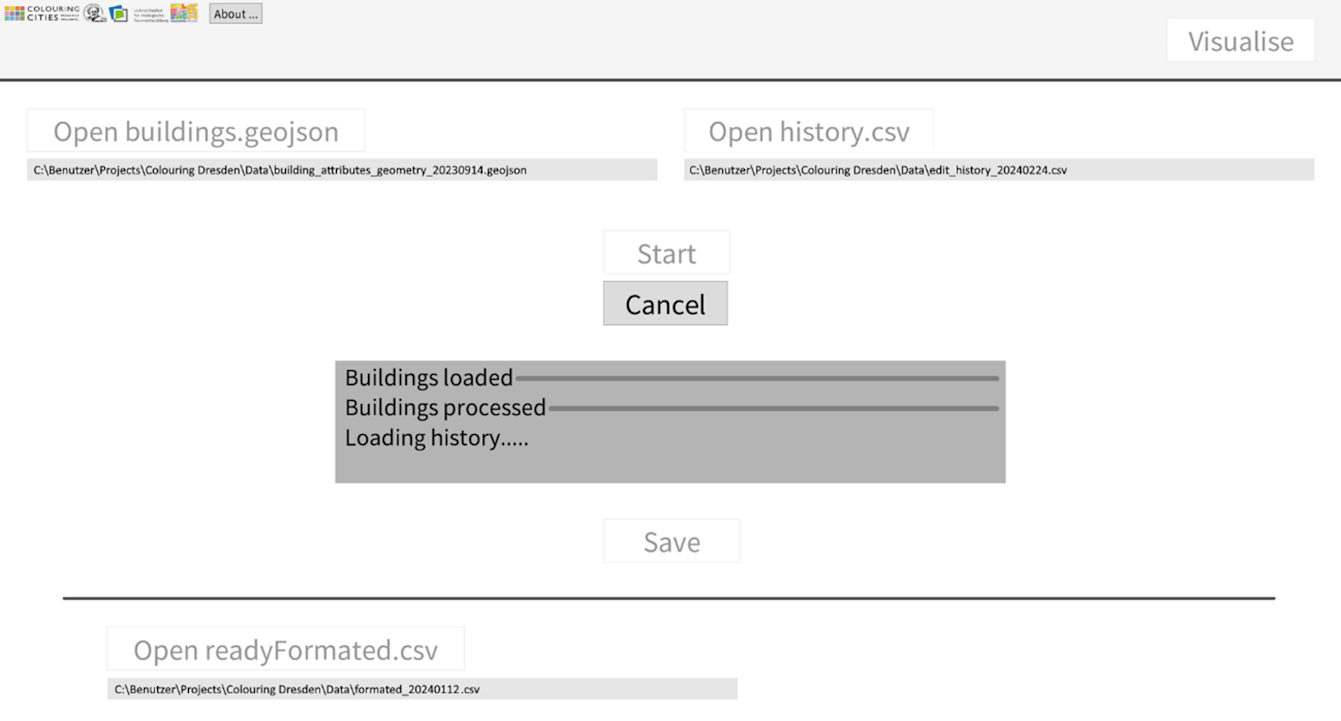 COLOURING
CITIES
About ...
Visualise
Open buildings.geojson
Open history.csv
C:\Benutzer\Projects\Colouring Dresden\Data\building_attributes_geometry_20230914.geojson
C:\Benutzer\Projects\Colouring Dresden\Data\edit_history_20240224.csv
Start
Cancel
Buildings loaded
Buildings processed
Loading history.....
Save
Open readyFormated.csv
C:\Benutzer\Projects\Colouring Dresden\Data\formated_20240112.csv